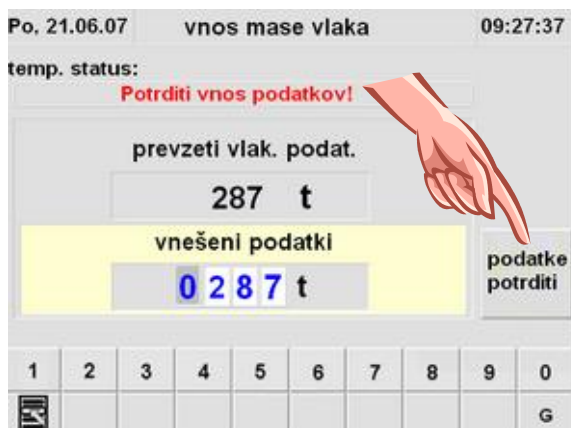 Po, 21.06.07 vnos mase vlaka 09:27:37
temp. status:
Potrditi vnos podatkov!
prevzeti vlak. podat.
287 t
vnešeni podatki
0287 t
podatke
potrditi
1 2 3 4 5 6 7 8 9 0
G